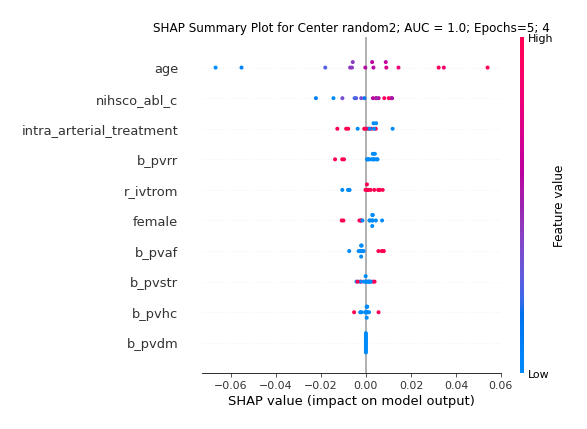 SHAP Summary Plot for Center random2; AUC = 1.0; Epochs=5; 4
High
age
nihsco_abl_c
intra_arterial_treatment
b_pvrr
r_ivtrom
female
b_pvaf
b_pvstr
b_pvhc
b_pvdm
Feature value
Low
−0.06 −0.04 −0.02 0.00 0.02 0.04 0.06
SHAP value (impact on model output)